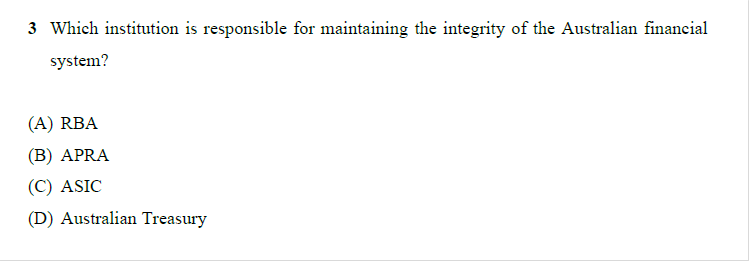 3 Which institution is responsible for maintaining the integrity of the Australian financial
system?
(A) RBA
(B) APRA
(C) ASIC
(D) Australian Treasury